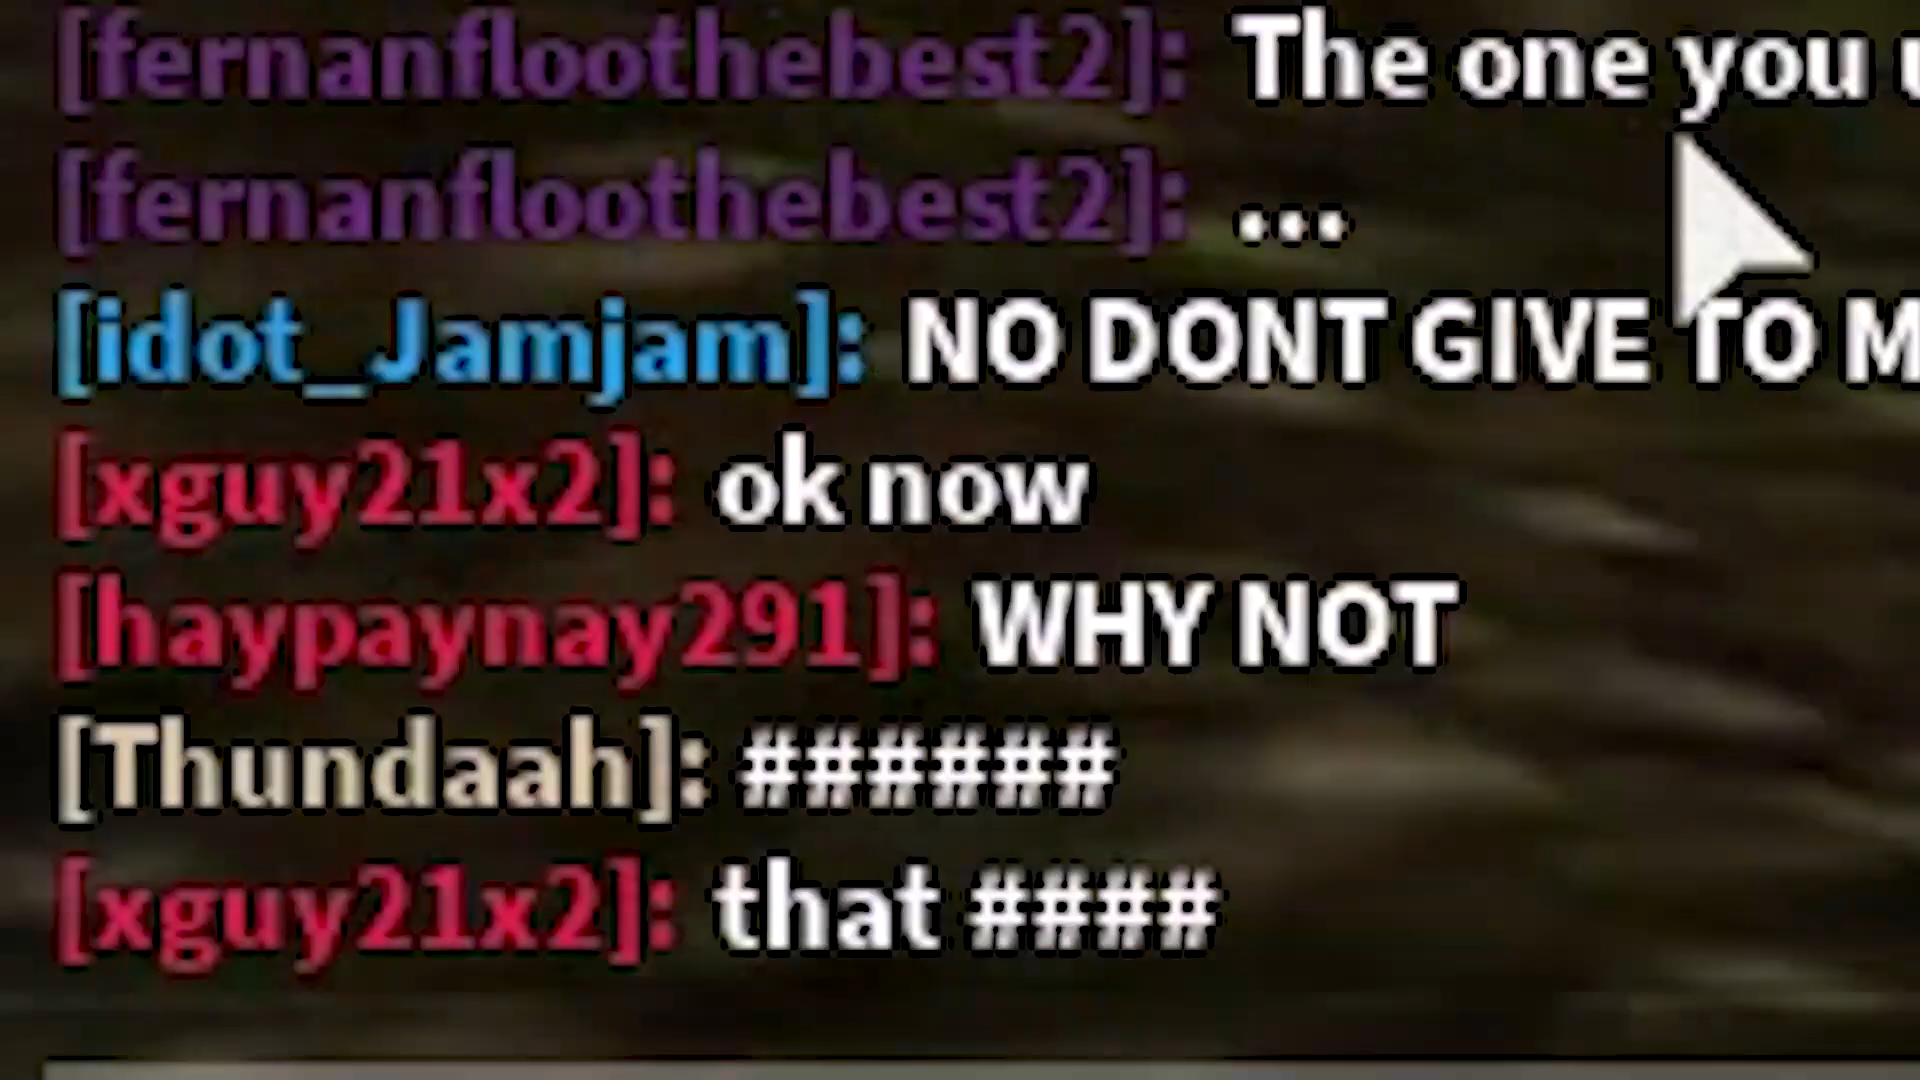 [fernanfloothebest2]: The one you
[fernanfloothebest2]: ...
[idot_Jamjam]: NO DONT GIVE TO
[xguy21x2]: ok now
[haypaynay291]: WHY NOT
[Thundaah]: ######
[xguy21x2]: that ####